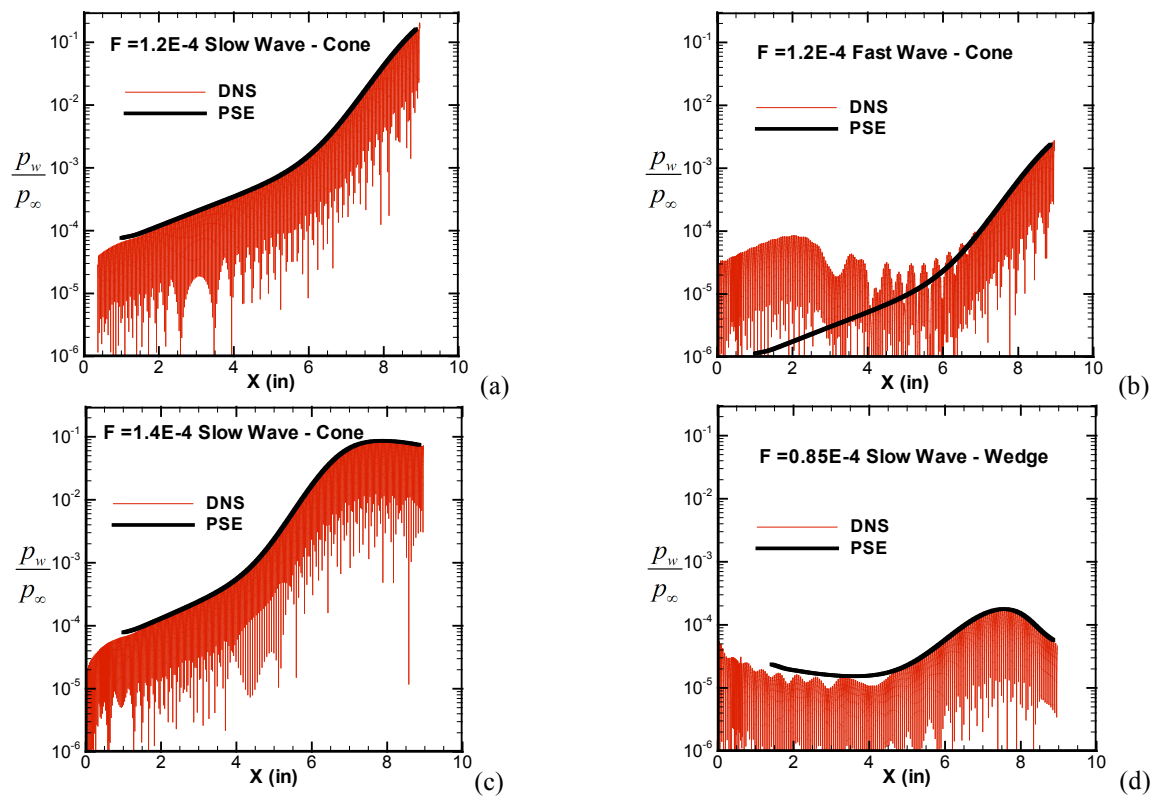 F =1.2E-4 Slow Wave - Cone
DNS
PSE
p_w
p_∞
10^-1
10^-2
10^-3
10^-4
10^-5
10^-6
0 2 4 6 8 10
X (in)
(a)
F =1.2E-4 Fast Wave - Cone
DNS
PSE
p_w
p_∞
10^-1
10^-2
10^-3
10^-4
10^-5
10^-6
0 2 4 6 8 10
X (in)
(b)
F =1.4E-4 Slow Wave - Cone
DNS
PSE
p_w
p_∞
10^-1
10^-2
10^-3
10^-4
10^-5
10^-6
0 2 4 6 8 10
X (in)
(c)
F =0.85E-4 Slow Wave - Wedge
DNS
PSE
p_w
p_∞
10^-1
10^-2
10^-3
10^-4
10^-5
10^-6
0 2 4 6 8 10
X (in)
(d)